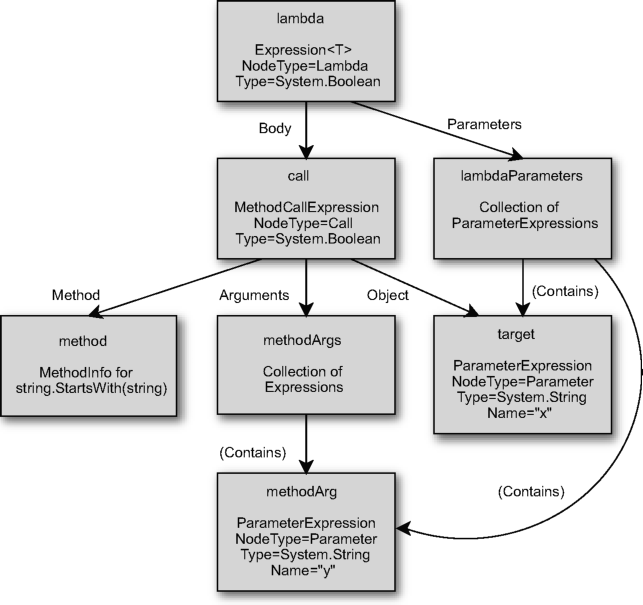 lambda
Expression<T>
NodeType=Lambda
Type=System.Boolean
Body
Parameters
call
MethodCallExpression
NodeType=Call
Type=System.Boolean
lambdaParameters
Collection of
ParameterExpressions
Method
Arguments
Object
(Contains)
method
MethodInfo for
string.StartsWith(string)
methodArgs
Collection of
Expressions
target
ParameterExpression
NodeType=Parameter
Type=System.String
Name="x"
(Contains)
(Contains)
methodArg
ParameterExpression
NodeType=Parameter
Type=System.String
Name="y"